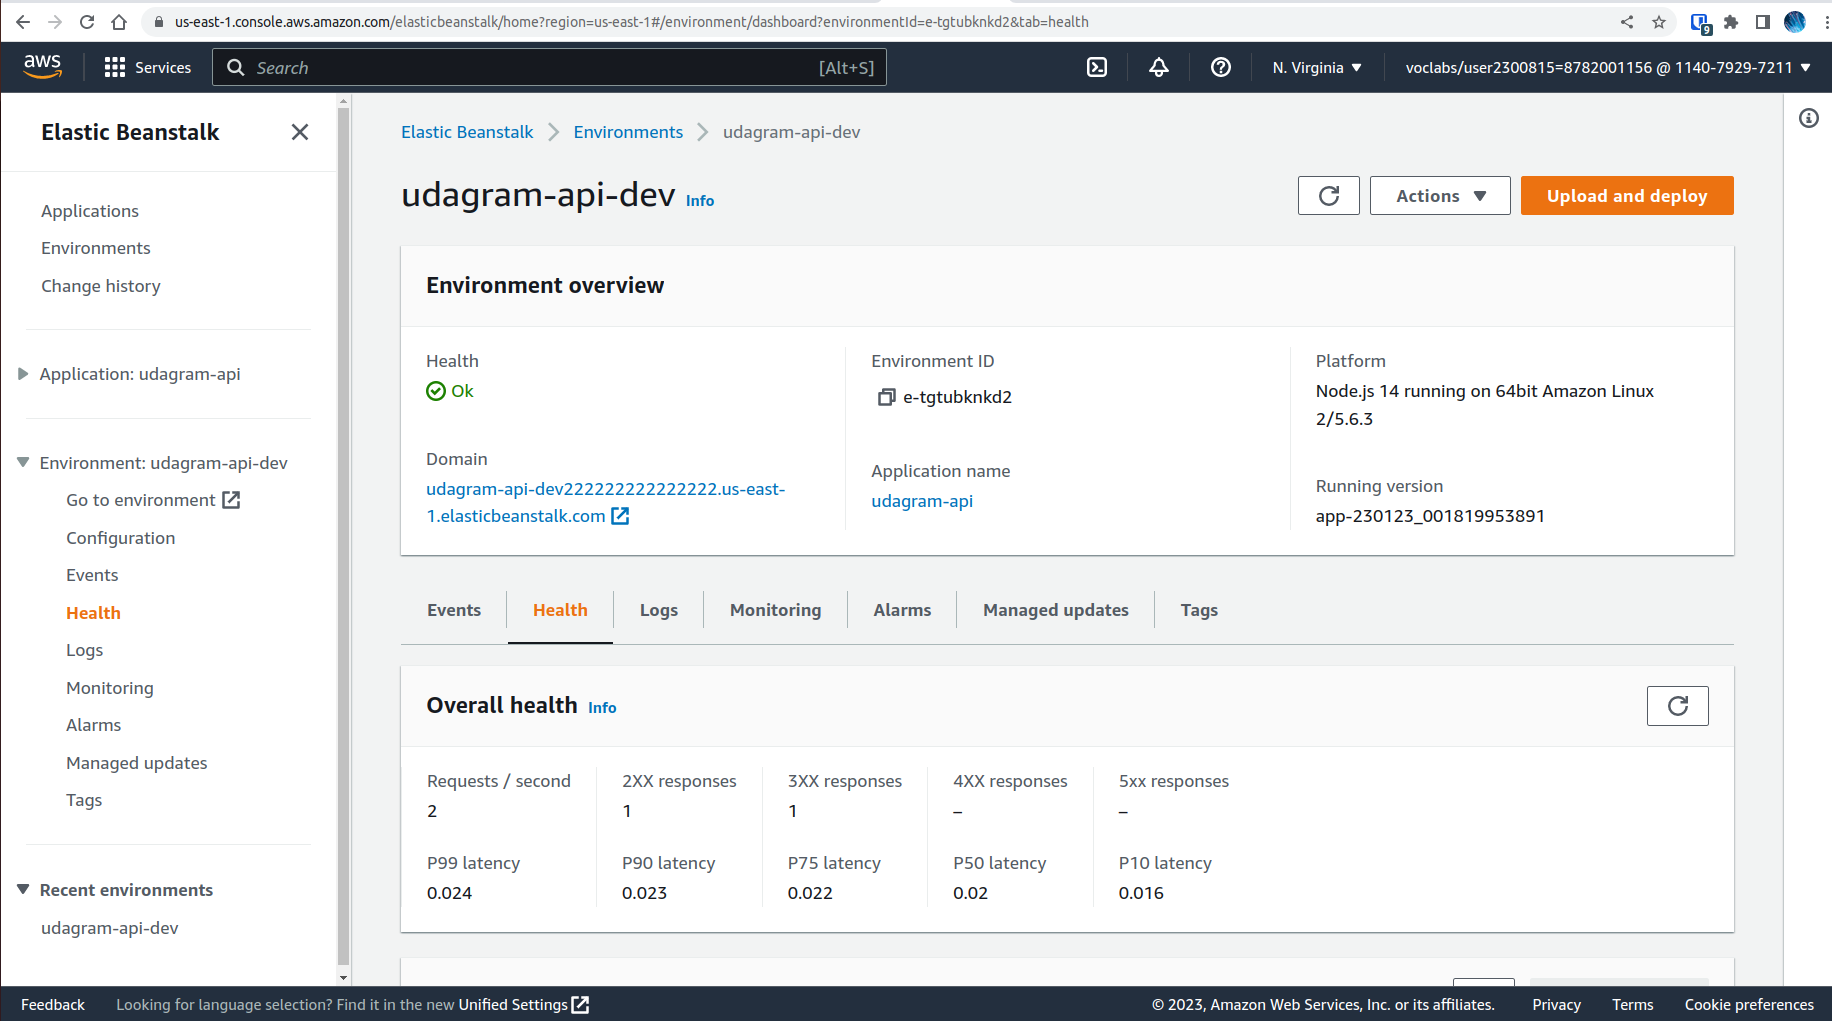 us-east-1.console.aws.amazon.com/elasticbeanstalk/home?region=us-east-1#/environment/dashboard?environmentId=e-tgtubknkd2&tab=health
9
aws
Services
Search
[Alt+S]
N. Virginia
voclabs/user2300815=8782001156 @ 1140-7929-7211
Elastic Beanstalk
Applications
Environments
Change history
Application: udagram-api
Environment: udagram-api-dev
Go to environment
Configuration
Events
Health
Logs
Monitoring
Alarms
Managed updates
Tags
Recent environments
udagram-api-dev
Elastic Beanstalk
Environments
udagram-api-dev
udagram-api-dev Info
Actions
Upload and deploy
Environment overview
Health
Ok
Domain
udagram-api-dev222222222222222.us-east-
1.elasticbeanstalk.com
Environment ID
e-tgtubknkd2
Application name
udagram-api
Platform
Node.js 14 running on 64bit Amazon Linux
2/5.6.3
Running version
app-230123_001819953891
Events
Health
Logs
Monitoring
Alarms
Managed updates
Tags
Overall health Info
Requests / second
2
2XX responses
1
3XX responses
1
4XX responses
–
5xx responses
–
P99 latency
0.024
P90 latency
0.023
P75 latency
0.022
P50 latency
0.02
P10 latency
0.016
Feedback
Looking for language selection? Find it in the new Unified Settings
© 2023, Amazon Web Services, Inc. or its affiliates.
Privacy
Terms
Cookie preferences